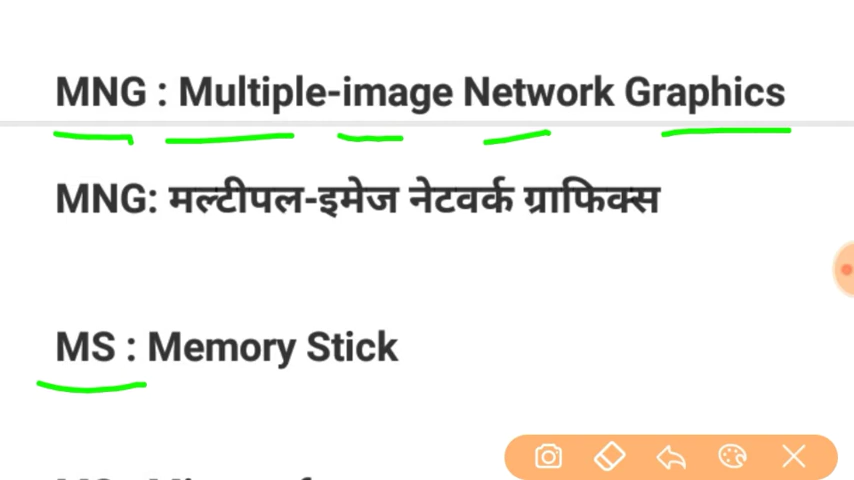 MNG : Multiple-image Network Graphics
MNG: मल्टीपल-इमेज नेटवर्क ग्राफिक्स
MS : Memory Stick